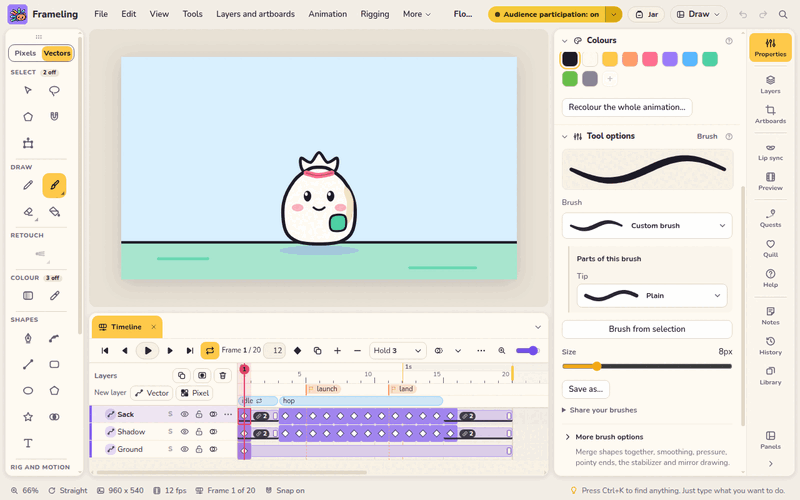 Frameling
File Edit View Tools Layers and artboards Animation Rigging More
Flo...
Audience participation: on
Jar
Draw
Pixels Vectors
SELECT 2 off
DRAW
RETOUCH
COLOUR 3 off
SHAPES
RIG AND MOTION
Colours
Recolour the whole animation...
Tool options Brush
Brush
Custom brush
Parts of this brush
Tip
Plain
Brush from selection
Size 8px
Save as...
Share your brushes
More brush options
Merge shapes together, smoothing, pressure,
pointy ends, the stabilizer and mirror drawing.
Properties
Layers
Artboards
Lip sync
Preview
Quests
Quill
Help
Notes
History
Library
Panels
Timeline
Frame 1 / 20 12 Hold 3
Layers
1 5 10 1s 15 20
New layer Vector Pixel
launch land
idle hop
Sack S 2 2
Shadow S 2 2
Ground S
66% Straight 960 x 540 12 fps Frame 1 of 20 Snap on
Press Ctrl+K to find anything. Just type what you want to do.